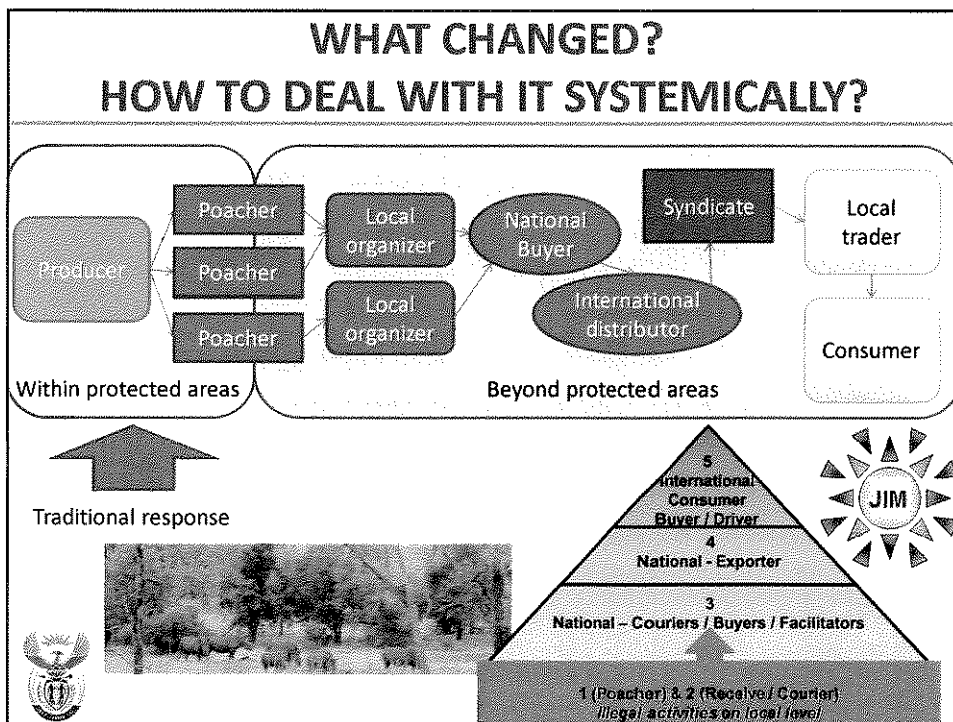 WHAT CHANGED?
HOW TO DEAL WITH IT SYSTEMICALLY?
Producer
Poacher
Poacher
Poacher
Local
organizer
Local
organizer
National
Buyer
International
distributor
Syndicate
Local
trader
Consumer
Within protected areas
Beyond protected areas
Traditional response
5
International
Consumer
Buyer / Driver
4
National - Exporter
3
National – Couriers / Buyers / Facilitators
1 (Poacher) & 2 (Receive / Courier)
Illegal activities on local level
JIM